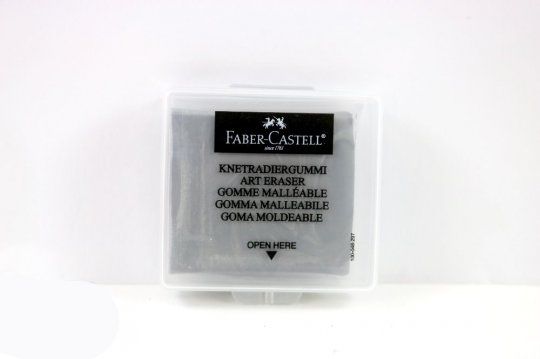 FABER-CASTELL®
since 1761
KNETRADIERGUMMI
ART ERASER
GOMME MALLÉABLE
GOMMA MALLEABILE
GOMA MOLDEABLE
OPEN HERE